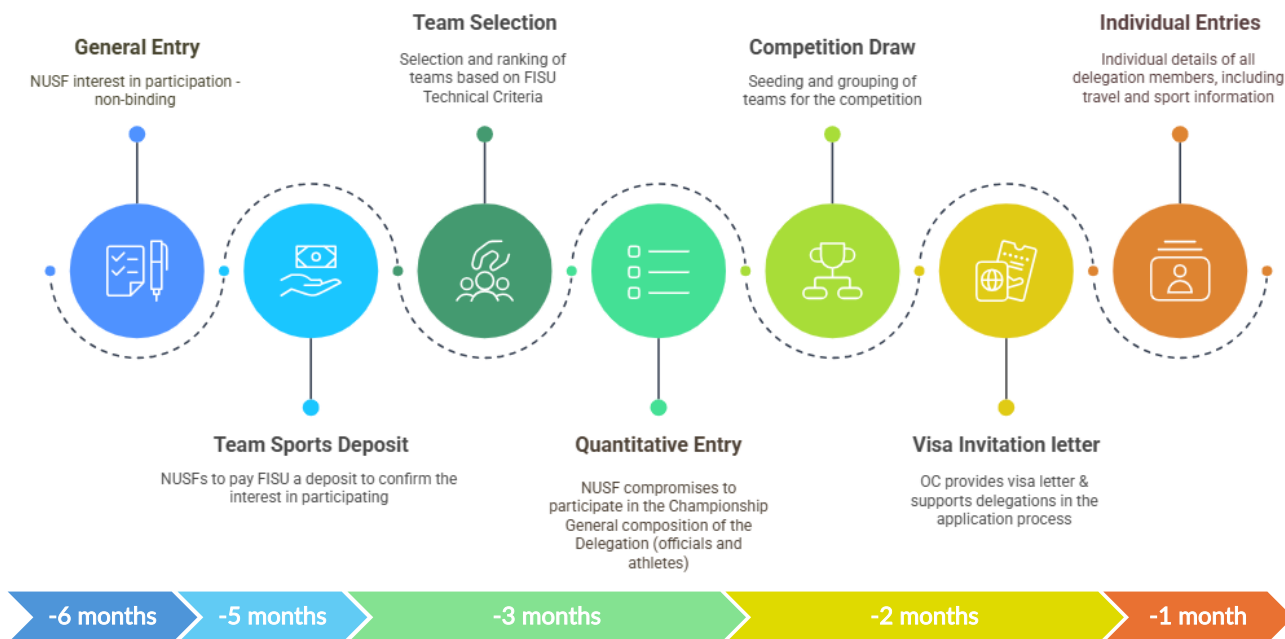 General Entry
NUSF interest in participation -
non-binding
Team Selection
Selection and ranking of
teams based on FISU
Technical Criteria
Competition Draw
Seeding and grouping of
teams for the competition
Individual Entries
Individual details of all
delegation members, including
travel and sport information
Team Sports Deposit
NUSFs to pay FISU a deposit to confirm the
interest in participating
Quantitative Entry
NUSF compromises to
participate in the Championship
General composition of the
Delegation (officials and
athletes)
Visa Invitation letter
OC provides visa letter &
supports delegations in the
application process
-6 months
-5 months
-3 months
-2 months
-1 month